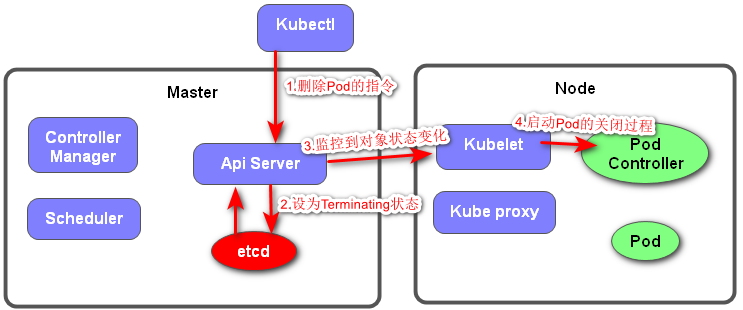 Kubectl
1.删除Pod的指令
Master
Node
Controller
Manager
Api Server
3.监控到对象状态变化
Kubelet
4.启动Pod的关闭过程
Pod
Controller
Scheduler
2.设为Terminating状态
Kube proxy
etcd
Pod